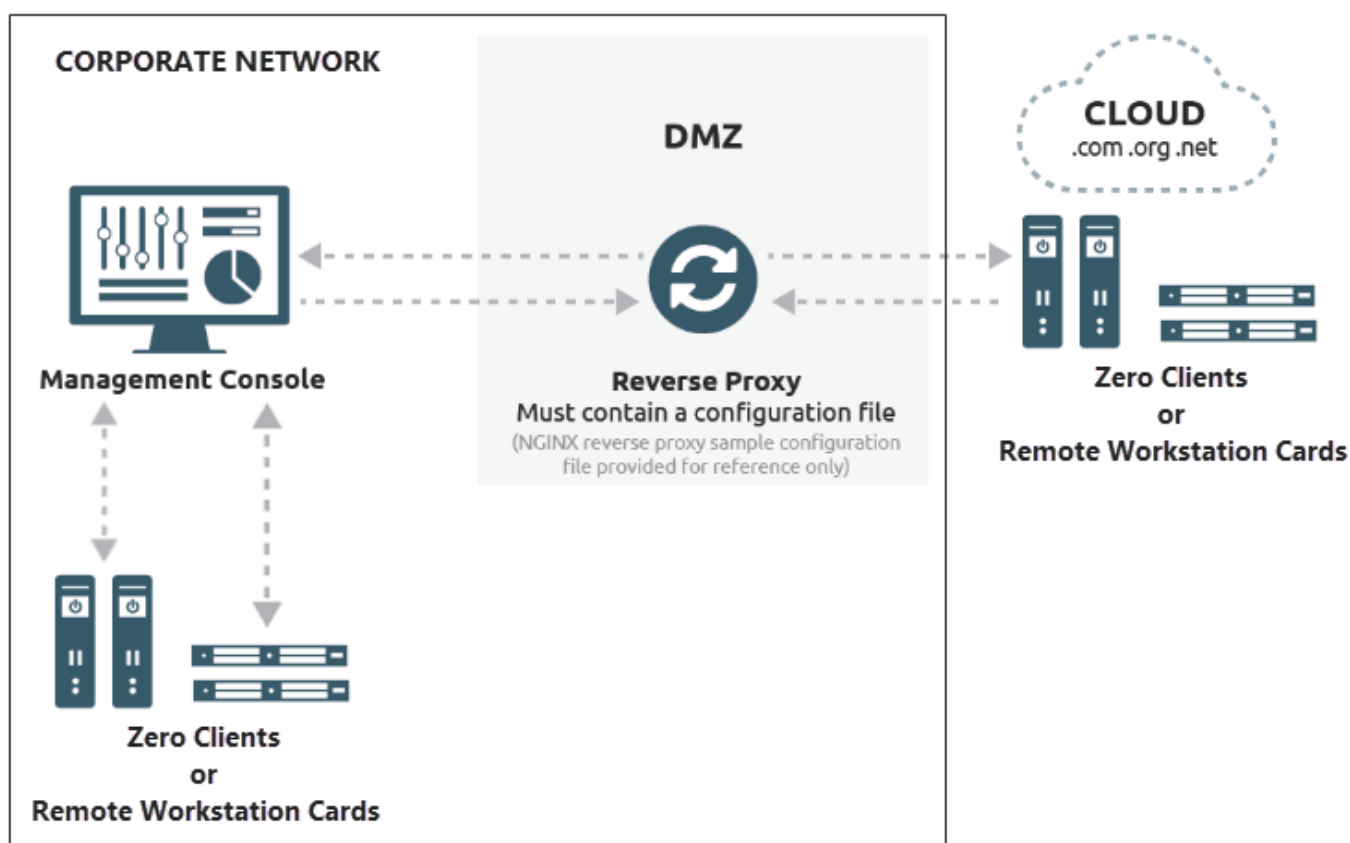 CORPORATE NETWORK
DMZ
CLOUD
.com .org .net
Management Console
Reverse Proxy
Must contain a configuration file
(NGINX reverse proxy sample configuration
file provided for reference only)
Zero Clients
or
Remote Workstation Cards
Zero Clients
or
Remote Workstation Cards